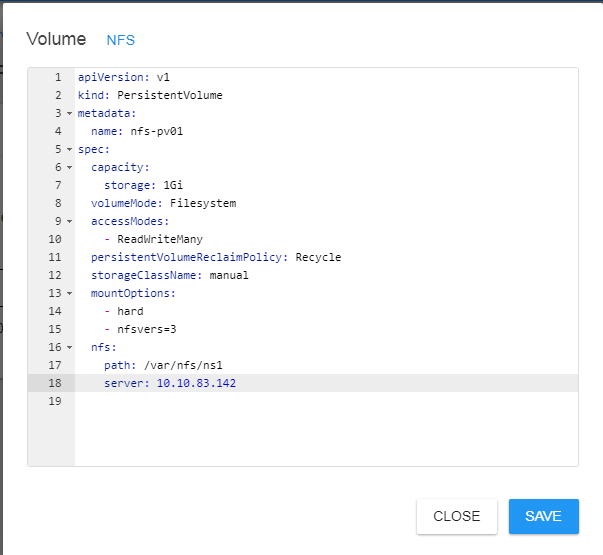 Volume NFS
1 apiVersion: v1
2 kind: PersistentVolume
3 metadata:
4   name: nfs-pv01
5 spec:
6   capacity:
7     storage: 1Gi
8   volumeMode: Filesystem
9   accessModes:
10     - ReadWriteMany
11   persistentVolumeReclaimPolicy: Recycle
12   storageClassName: manual
13   mountOptions:
14     - hard
15     - nfsvers=3
16   nfs:
17     path: /var/nfs/ns1
18     server: 10.10.83.142
19
CLOSE SAVE